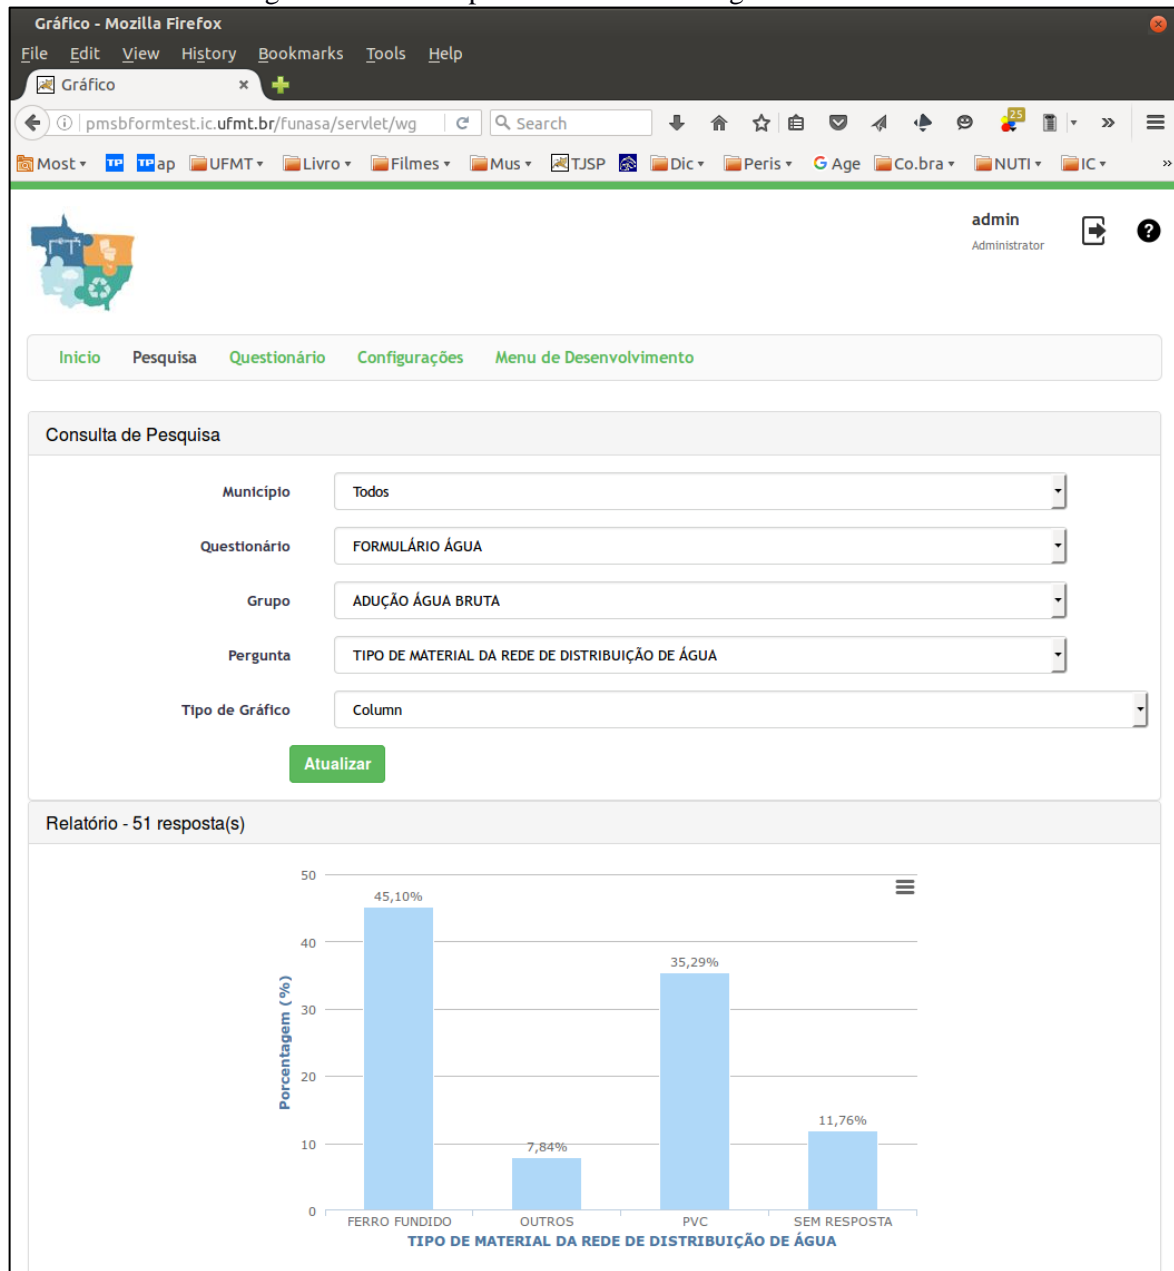 Gráfico - Mozilla Firefox
File Edit View History Bookmarks Tools Help
Gráfico
pmsbformtest.ic.ufmt.br/funasa/servlet/wg Search 25
Most TP TP ap UFMT Livro Filmes Mus TJSP Dic Peris G Age Co.bra NUTI IC »
admin
Administrator
Inicio Pesquisa Questionário Configurações Menu de Desenvolvimento
Consulta de Pesquisa
Município Todos
Questionário FORMULÁRIO ÁGUA
Grupo ADUÇÃO ÁGUA BRUTA
Pergunta TIPO DE MATERIAL DA REDE DE DISTRIBUIÇÃO DE ÁGUA
Tipo de Gráfico Column
Atualizar
Relatório - 51 resposta(s)
Porcentagem (%)
50
45,10%
40
35,29%
30
20
11,76%
10
7,84%
0
FERRO FUNDIDO OUTROS PVC SEM RESPOSTA
TIPO DE MATERIAL DA REDE DE DISTRIBUIÇÃO DE ÁGUA